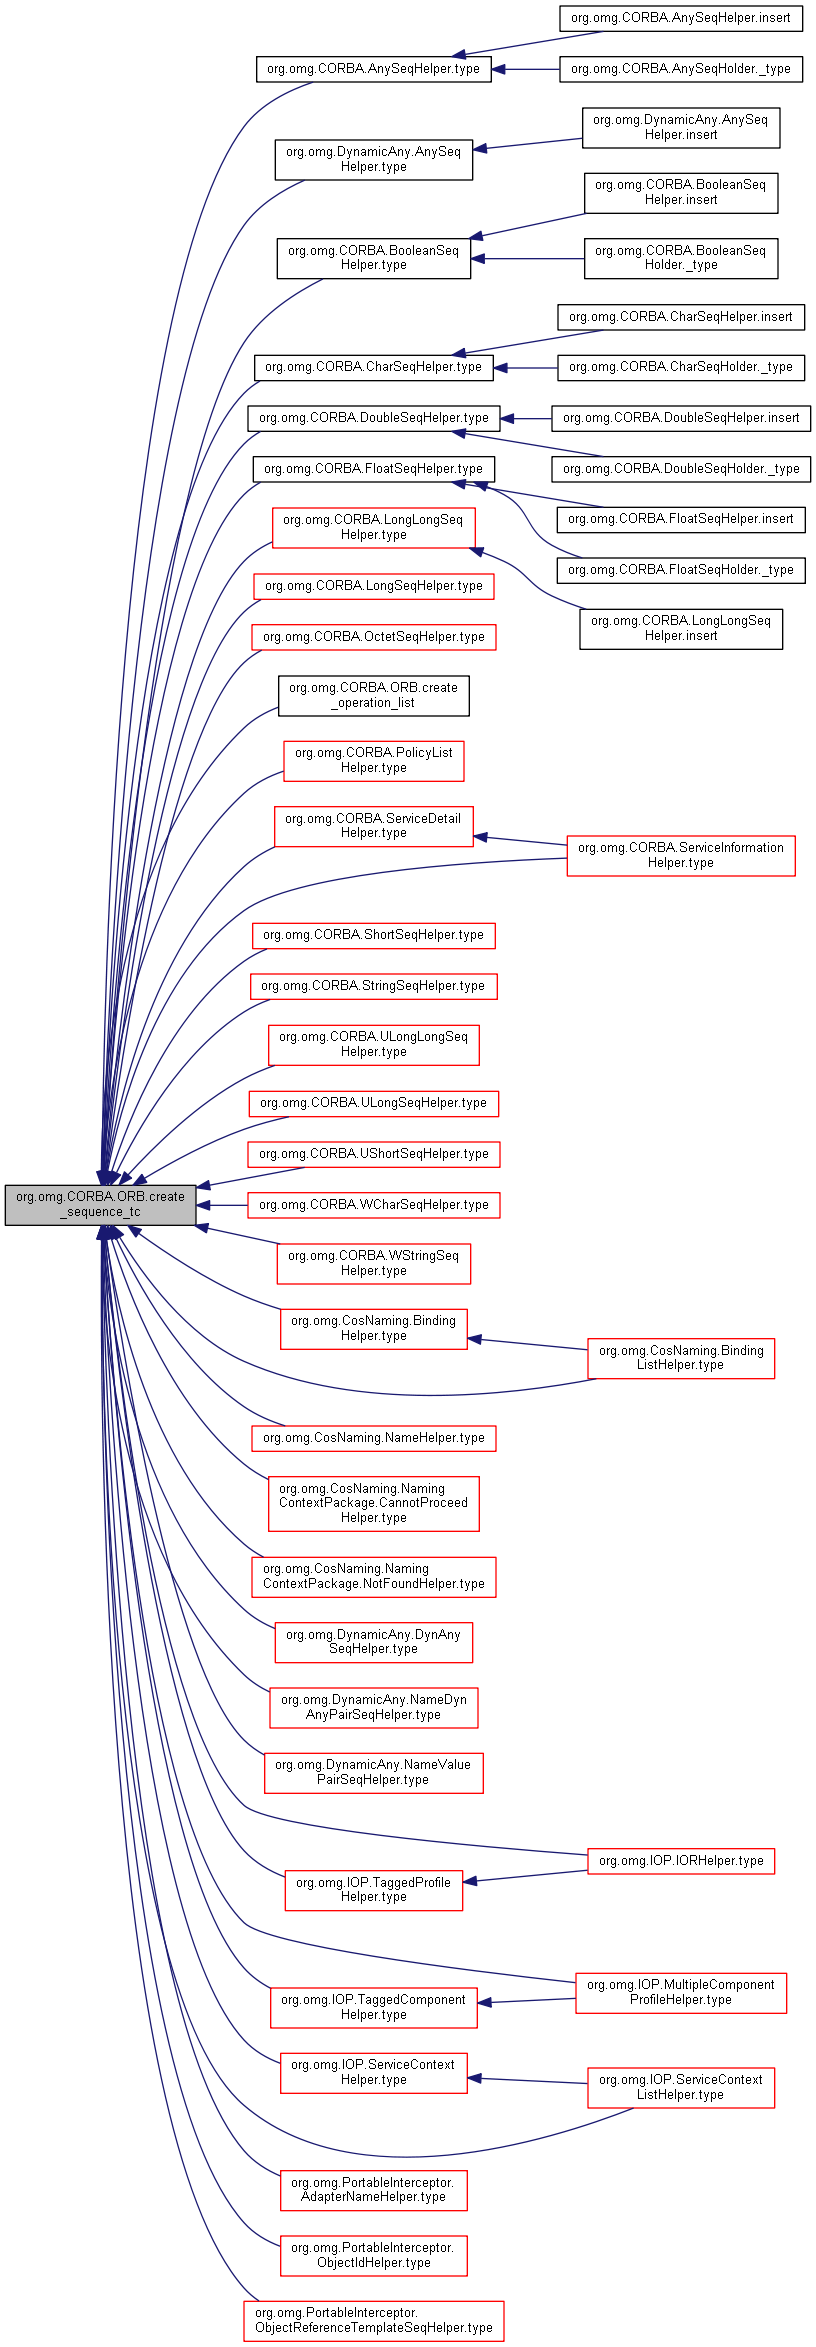 org.omg.CORBA.AnySeqHelper.insert
org.omg.CORBA.AnySeqHelper.type
org.omg.CORBA.AnySeqHolder._type
org.omg.DynamicAny.AnySeq
Helper.insert
org.omg.DynamicAny.AnySeq
Helper.type
org.omg.CORBA.BooleanSeq
Helper.insert
org.omg.CORBA.BooleanSeq
Helper.type
org.omg.CORBA.BooleanSeq
Holder._type
org.omg.CORBA.CharSeqHelper.insert
org.omg.CORBA.CharSeqHelper.type
org.omg.CORBA.CharSeqHolder._type
org.omg.CORBA.DoubleSeqHelper.type
org.omg.CORBA.DoubleSeqHelper.insert
org.omg.CORBA.DoubleSeqHolder._type
org.omg.CORBA.FloatSeqHelper.type
org.omg.CORBA.FloatSeqHelper.insert
org.omg.CORBA.FloatSeqHolder._type
org.omg.CORBA.LongLongSeq
Helper.type
org.omg.CORBA.LongLongSeq
Helper.insert
org.omg.CORBA.LongSeqHelper.type
org.omg.CORBA.OctetSeqHelper.type
org.omg.CORBA.ORB.create
_operation_list
org.omg.CORBA.PolicyList
Helper.type
org.omg.CORBA.ServiceDetail
Helper.type
org.omg.CORBA.ServiceInformation
Helper.type
org.omg.CORBA.ShortSeqHelper.type
org.omg.CORBA.StringSeqHelper.type
org.omg.CORBA.ULongLongSeq
Helper.type
org.omg.CORBA.ULongSeqHelper.type
org.omg.CORBA.UShortSeqHelper.type
org.omg.CORBA.ORB.create
_sequence_tc
org.omg.CORBA.WCharSeqHelper.type
org.omg.CORBA.WStringSeq
Helper.type
org.omg.CosNaming.Binding
Helper.type
org.omg.CosNaming.Binding
ListHelper.type
org.omg.CosNaming.NameHelper.type
org.omg.CosNaming.Naming
ContextPackage.CannotProceed
Helper.type
org.omg.CosNaming.Naming
ContextPackage.NotFoundHelper.type
org.omg.DynamicAny.DynAny
SeqHelper.type
org.omg.DynamicAny.NameDyn
AnyPairSeqHelper.type
org.omg.DynamicAny.NameValue
PairSeqHelper.type
org.omg.IOP.IORHelper.type
org.omg.IOP.TaggedProfile
Helper.type
org.omg.IOP.MultipleComponent
ProfileHelper.type
org.omg.IOP.TaggedComponent
Helper.type
org.omg.IOP.ServiceContext
Helper.type
org.omg.IOP.ServiceContext
ListHelper.type
org.omg.PortableInterceptor.
AdapterNameHelper.type
org.omg.PortableInterceptor.
ObjectIdHelper.type
org.omg.PortableInterceptor.
ObjectReferenceTemplateSeqHelper.type